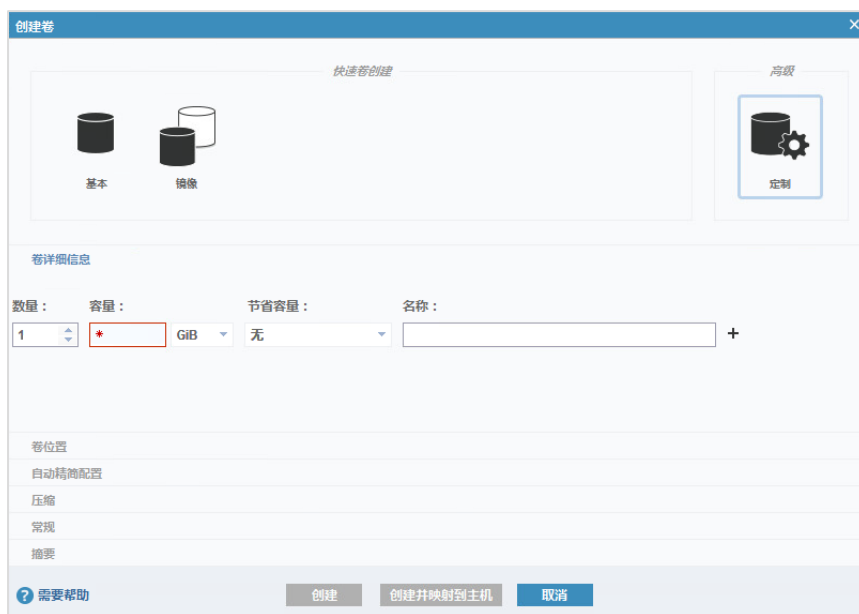 创建卷
快速卷创建
高级
基本
镜像
定制
卷详细信息
数量： 容量： 节省容量： 名称：
1 * GiB 无 +
卷位置
自动精简配置
压缩
常规
摘要
? 需要帮助 创建 创建并映射到主机 取消